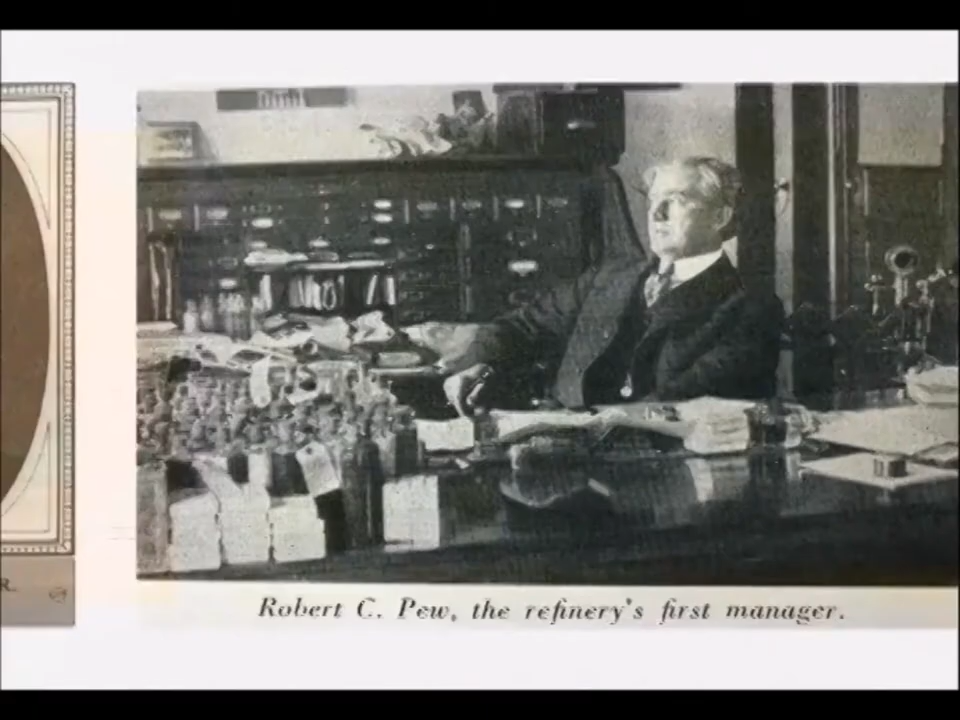 R.
Robert C. Pew, the refinery's first manager.